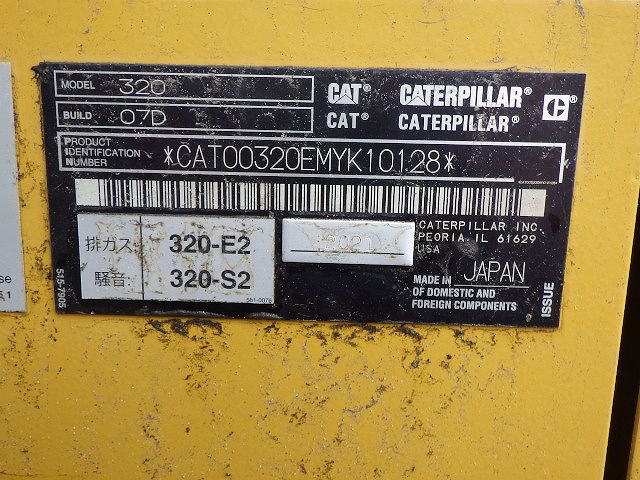 MODEL 320
BUILD 07D
CAT® CATERPILLAR®
CAT® CATERPILLAR®
PRODUCT IDENTIFICATION NUMBER *CAT00320EMYK10128*
排ガス: 320-E2
騒音: 320-S2
561-0076
2021
CATERPILLAR INC.
PEORIA, IL 61629
USA
MADE IN JAPAN
OF DOMESTIC AND
FOREIGN COMPONENTS
ISSUE
515-7905